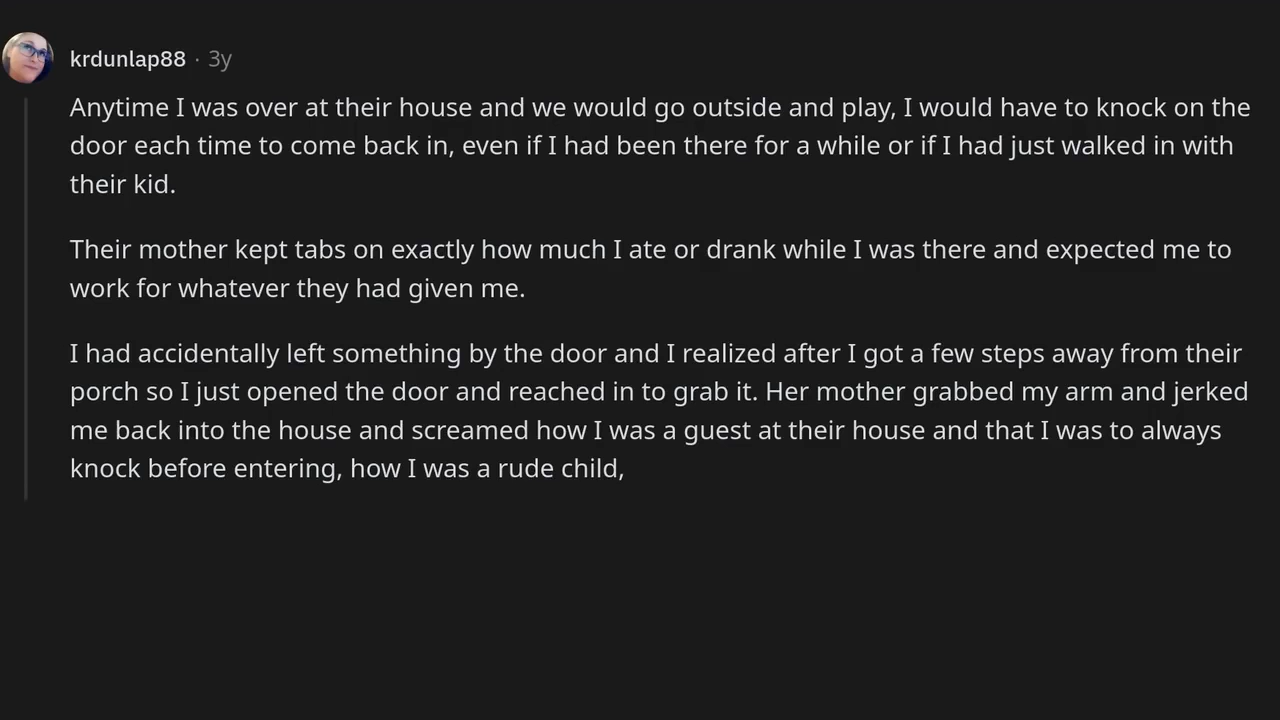 krdunlap88 · 3y
Anytime I was over at their house and we would go outside and play, I would have to knock on the
door each time to come back in, even if I had been there for a while or if I had just walked in with
their kid.
Their mother kept tabs on exactly how much I ate or drank while I was there and expected me to
work for whatever they had given me.
I had accidentally left something by the door and I realized after I got a few steps away from their
porch so I just opened the door and reached in to grab it. Her mother grabbed my arm and jerked
me back into the house and screamed how I was a guest at their house and that I was to always
knock before entering, how I was a rude child,